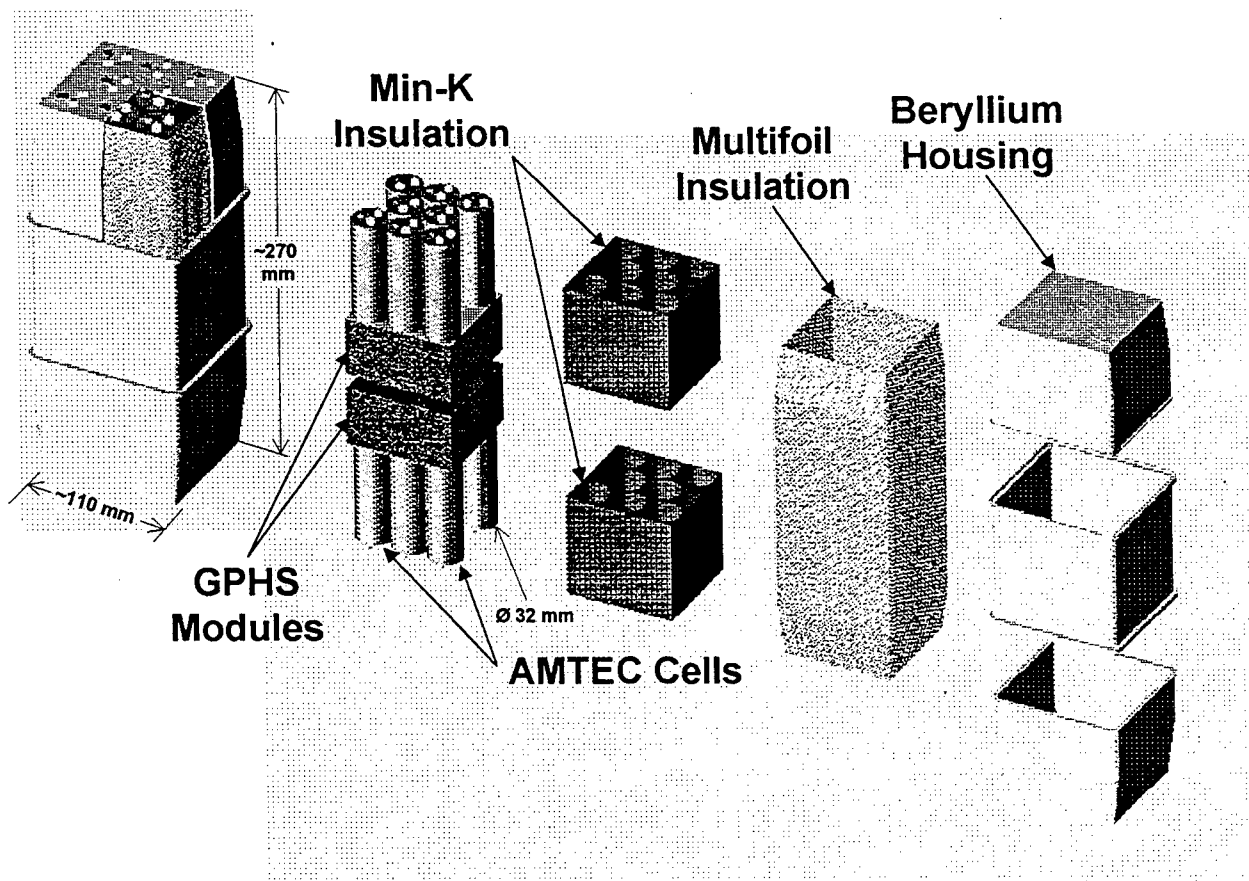 Min-K
Insulation
Beryllium
Housing
Multifoil
Insulation
~270
mm
~110 mm
GPHS
Modules
Ø 32 mm
AMTEC Cells